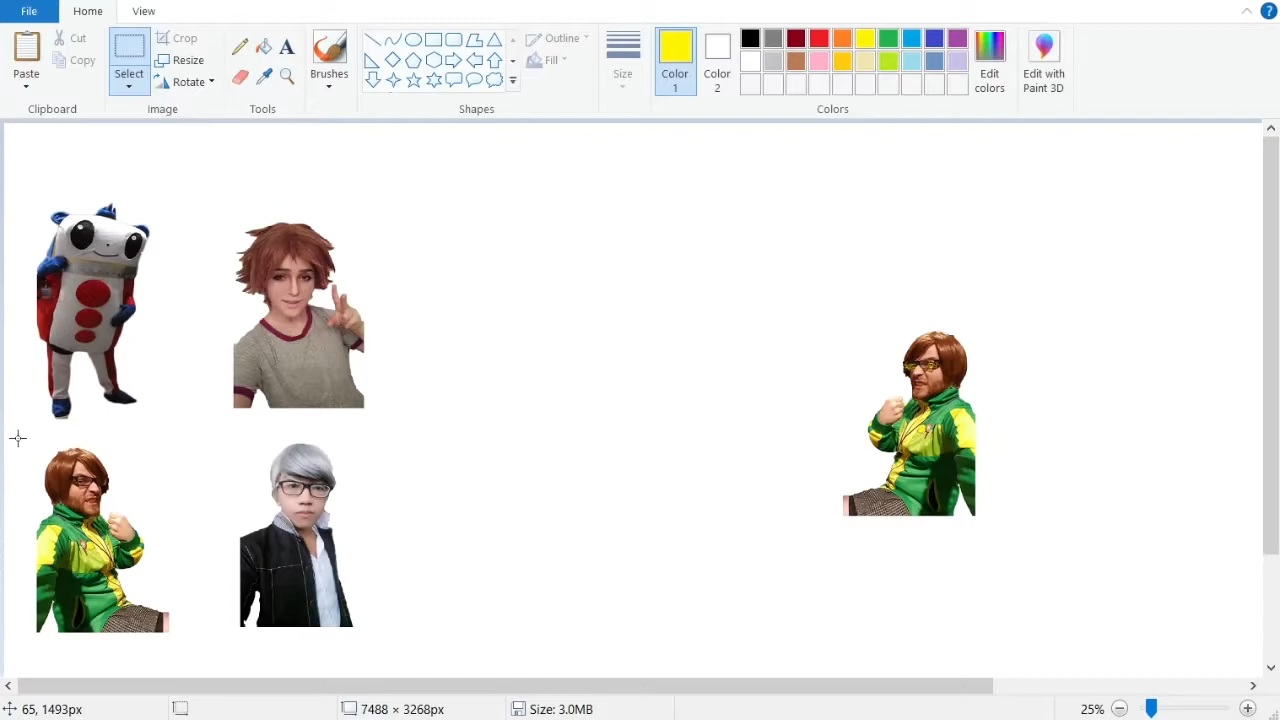 File Home View
Paste Cut Copy Select Crop Resize Rotate Brushes Size Outline Fill Color 1 Color 2 Edit colors Edit with Paint 3D
Clipboard Image Tools Shapes Colors
65, 1493px 7488 × 3268px Size: 3.0MB 25%